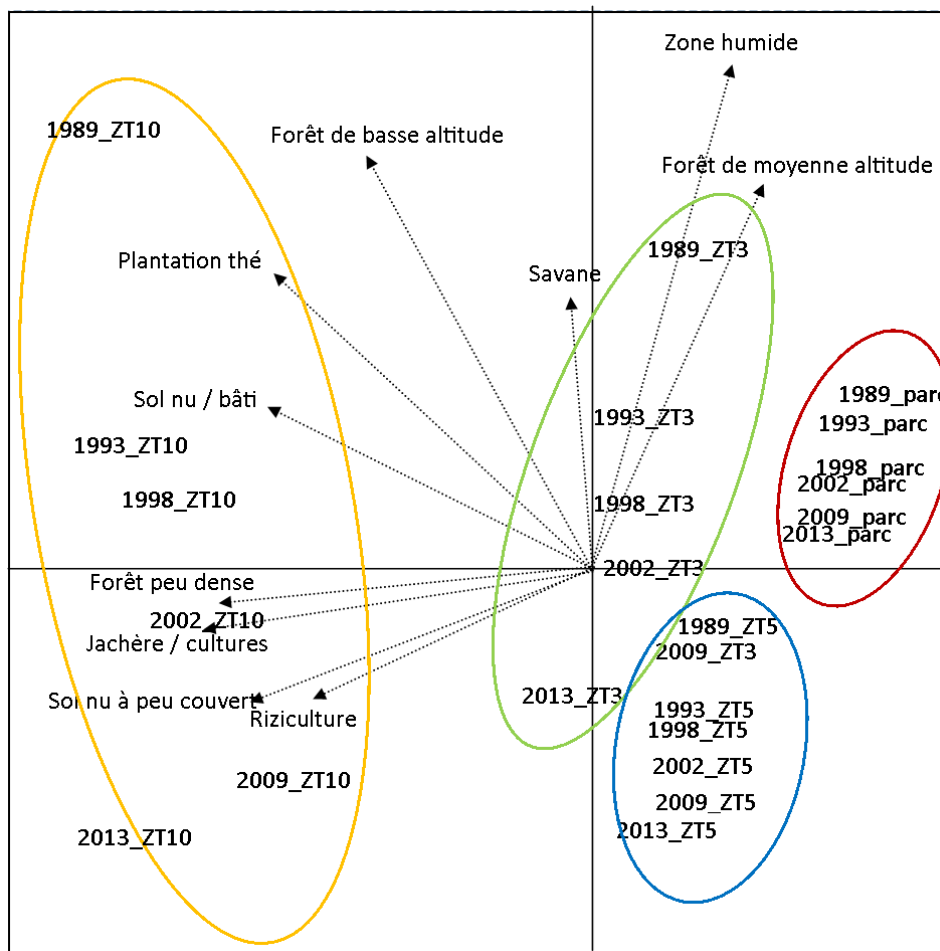 Zone humide
1989_ZT10
Forêt de basse altitude
Forêt de moyenne altitude
1989_ZT3
Plantation thé
Savane
1989_parc
Sol nu / bâti
1993_ZT3
1993_parc
1993_ZT10
1998_parc
2002_parc
1998_ZT10
1998_ZT3
2009_parc
2013_parc
2002_ZT3
Forêt peu dense
2002_ZT10
1989_ZT5
Jachère / cultures
2009_ZT3
Sol nu à peu couvert
2013_ZT3
Riziculture
1993_ZT5
1998_ZT5
2002_ZT5
2009_ZT10
2009_ZT5
2013_ZT5
2013_ZT10